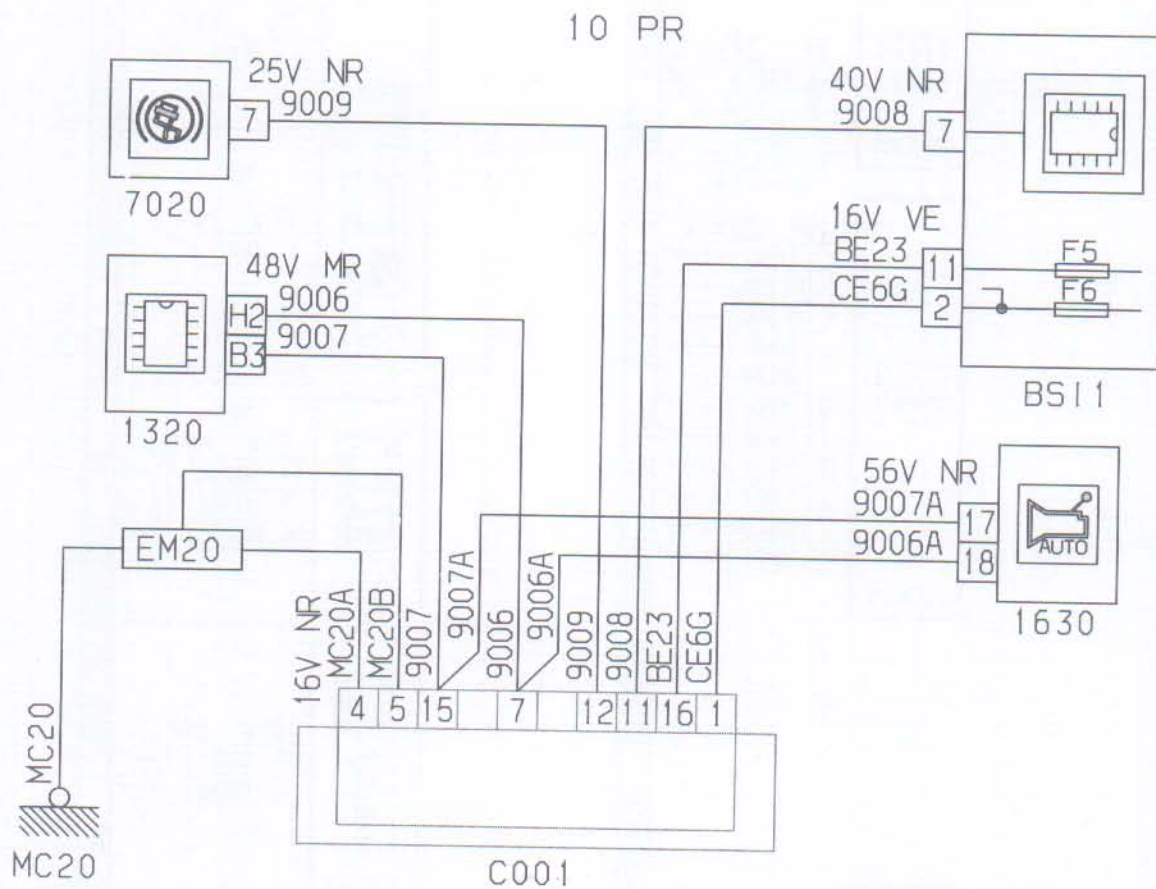 10 PR
25V NR
9009
7
7020
40V NR
9008
7
16V VE
BE23
11
CE6G
2
F5
F6
BSI1
48V MR
9006
H2
9007
B3
1320
56V NR
9007A
17
9006A
18
AUTO
1630
EM20
MC20
MC20
16V NR
MC20A
MC20B
9007
9007A
9006
9006A
9009
9008
BE23
CE6G
4 5 15 7 12 11 16 1
C001